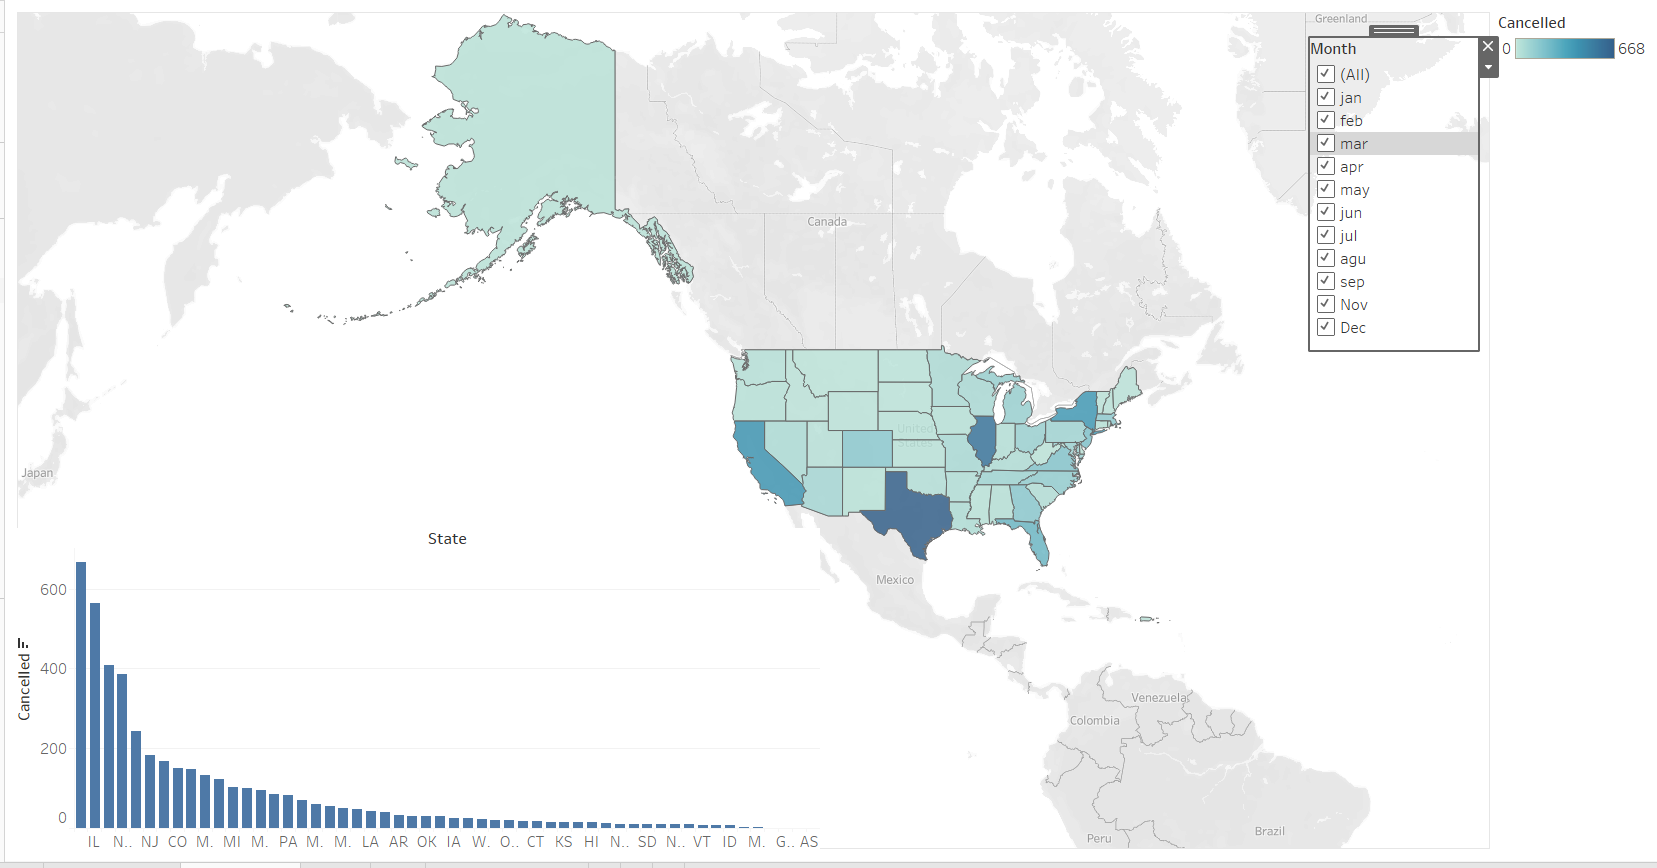 Greenland
Canada
United
States
Japan
Mexico
Venezuela
Colombia
Peru
Brazil
Cancelled
0
668
Month
(All)
jan
feb
mar
apr
may
jun
jul
agu
sep
Nov
Dec
State
Cancelled
600
400
200
0
IL N.. NJ CO M. MI M. PA M. M. LA AR OK IA W. O.. CT KS HI N.. SD N.. VT ID M. G.. AS